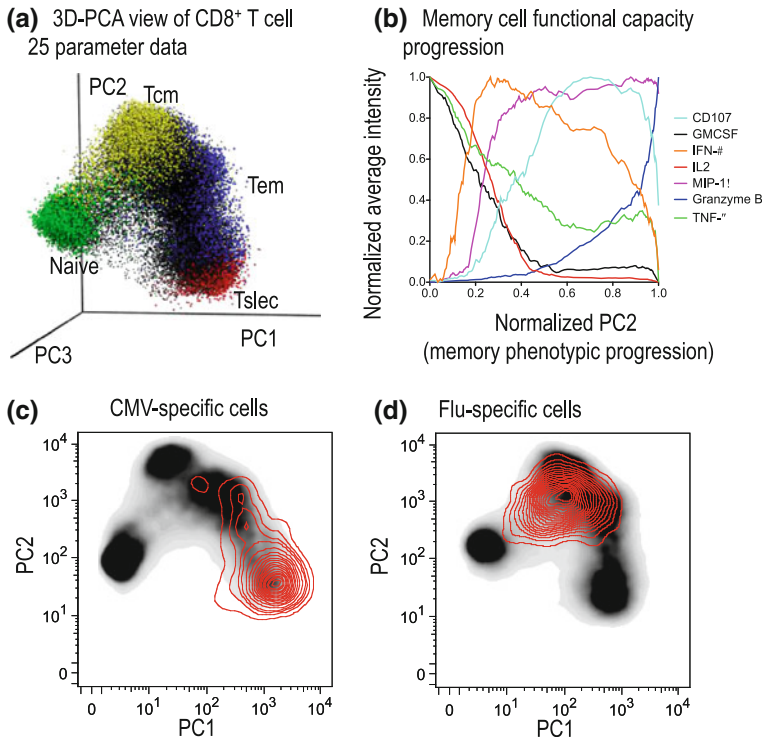 (a) 3D-PCA view of CD8⁺ T cell
25 parameter data
PC2
Tcm
Tem
Naive
Tslec
PC1
PC3
(b) Memory cell functional capacity
progression
Normalized average intensity
1.0
0.8
0.6
0.4
0.2
0.0
0.0 0.2 0.4 0.6 0.8 1.0
Normalized PC2
(memory phenotypic progression)
CD107
GMCSF
IFN-#
IL2
MIP-1!
Granzyme B
TNF-″
(c) CMV-specific cells
PC2
10⁴
10³
10²
10¹
0
0 10¹ 10² 10³ 10⁴
PC1
(d) Flu-specific cells
PC2
10⁴
10³
10²
10¹
0
0 10¹ 10² 10³ 10⁴
PC1